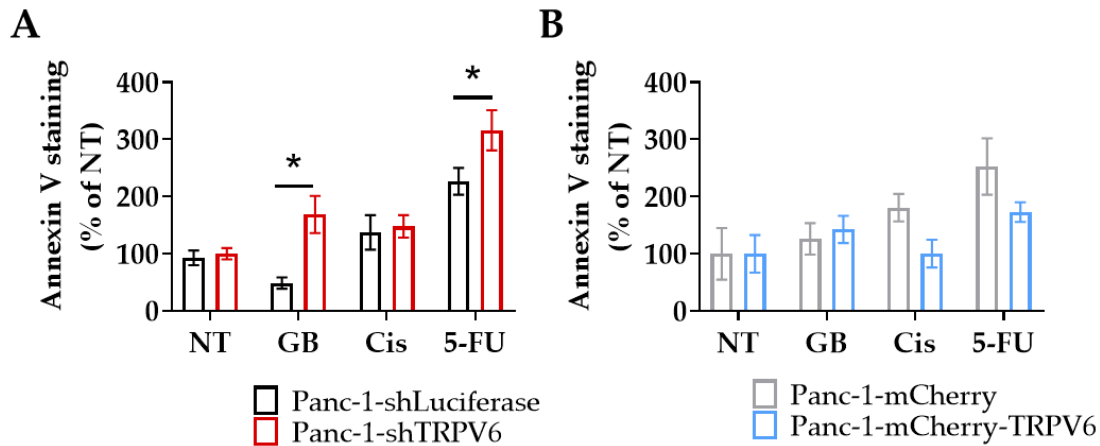 A
Annexin V staining
(% of NT)
400
300
200
100
0
*
*
NT GB Cis 5-FU
Panc-1-shLuciferase
Panc-1-shTRPV6
B
Annexin V staining
(% of NT)
400
300
200
100
0
NT GB Cis 5-FU
Panc-1-mCherry
Panc-1-mCherry-TRPV6